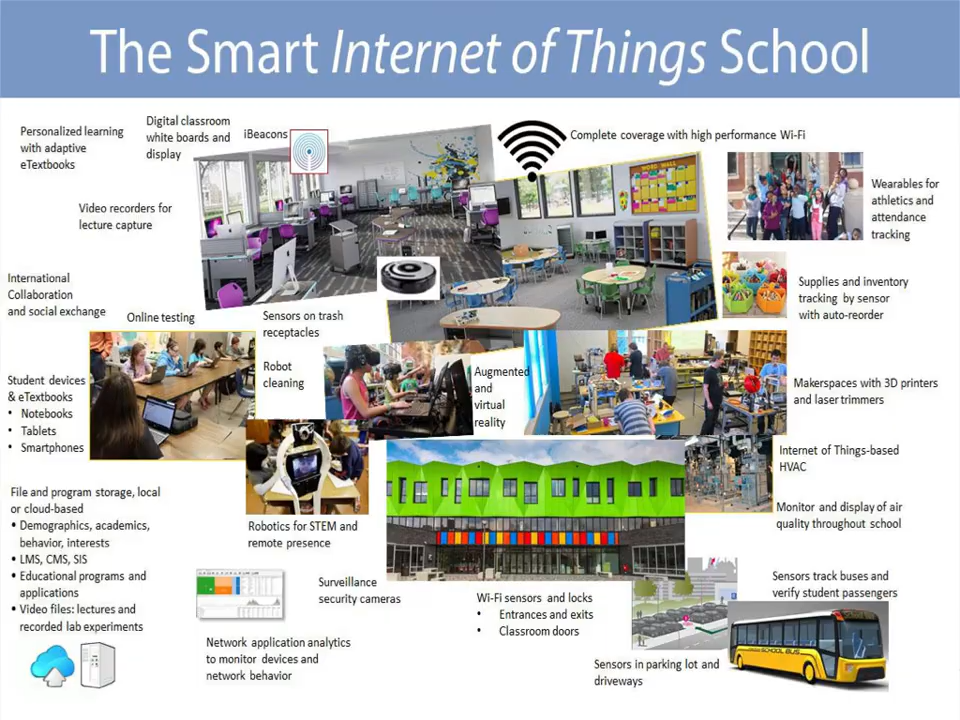 The Smart Internet of Things School
Personalized learning
with adaptive
eTextbooks
Digital classroom
white boards and
display
iBeacons
Complete coverage with high performance Wi-Fi
WORD WALL
Wearables for
athletics and
attendance
tracking
Video recorders for
lecture capture
International
Collaboration
and social exchange
Online testing
Sensors on trash
receptacles
Supplies and inventory
tracking by sensor
with auto-reorder
Robot
cleaning
Augmented
and
virtual
reality
Student devices
& eTextbooks
• Notebooks
• Tablets
• Smartphones
Makerspaces with 3D printers
and laser trimmers
Internet of Things-based
HVAC
File and program storage, local
or cloud-based
• Demographics, academics,
behavior, interests
• LMS, CMS, SIS
• Educational programs and
applications
• Video files: lectures and
recorded lab experiments
Robotics for STEM and
remote presence
Monitor and display of air
quality throughout school
Surveillance
security cameras
Wi-Fi sensors and locks
• Entrances and exits
• Classroom doors
Sensors track buses and
verify student passengers
SCHOOL BUS
Network application analytics
to monitor devices and
network behavior
Sensors in parking lot and
driveways